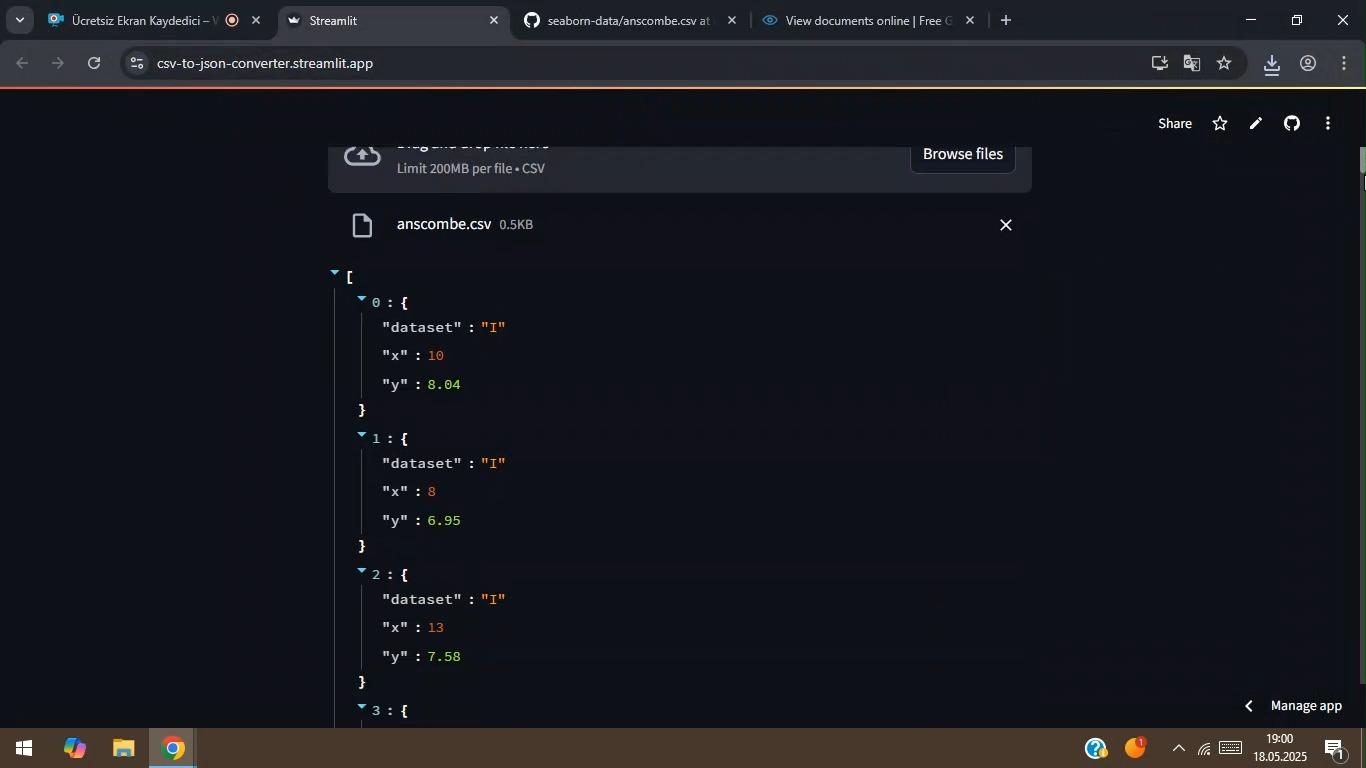 Ücretsiz Ekran Kaydedici –
Streamlit
seaborn-data/anscombe.csv at
View documents online | Free
csv-to-json-converter.streamlit.app
Share
Limit 200MB per file • CSV
Browse files
anscombe.csv 0.5KB
[
0 : {
"dataset" : "I"
"x" : 10
"y" : 8.04
}
1 : {
"dataset" : "I"
"x" : 8
"y" : 6.95
}
2 : {
"dataset" : "I"
"x" : 13
"y" : 7.58
}
3 : {
Manage app
1
19:00
18.05.2025
1